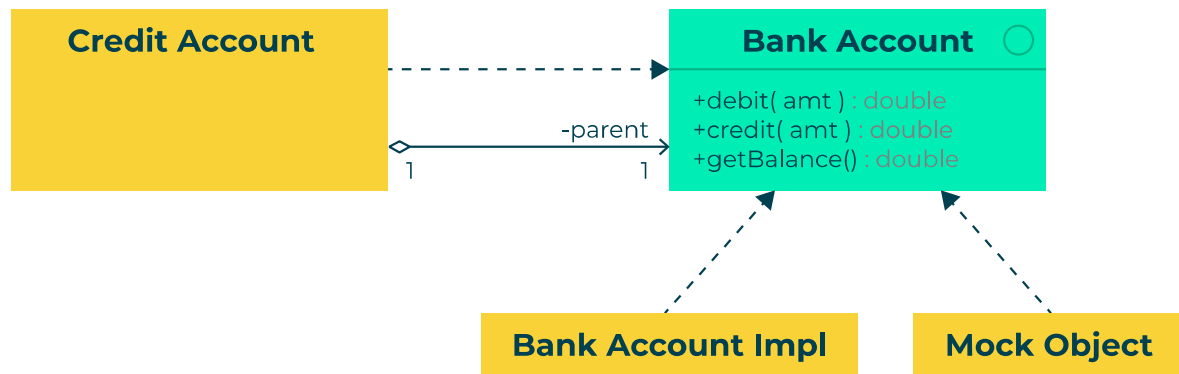 Credit Account
Bank Account
+debit( amt ) : double
+credit( amt ) : double
+getBalance() : double
-parent
1
1
Bank Account Impl
Mock Object